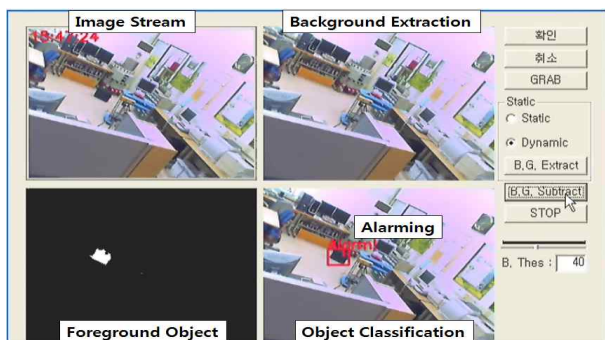 Image Stream
Background Extraction
13:47:24
확인
취소
GRAB
Static
Static
Dynamic
B,G, Extract
B,G, Subtract
STOP
Alarming
B, Thes : 40
Foreground Object
Object Classification